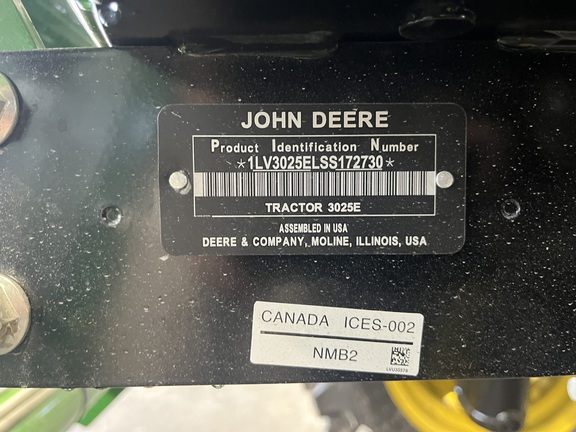 JOHN DEERE
Product Identification Number
*1LV3025ELSS172730*
TRACTOR 3025E
ASSEMBLED IN USA
DEERE & COMPANY, MOLINE, ILLINOIS, USA
CANADA ICES-002
NMB2